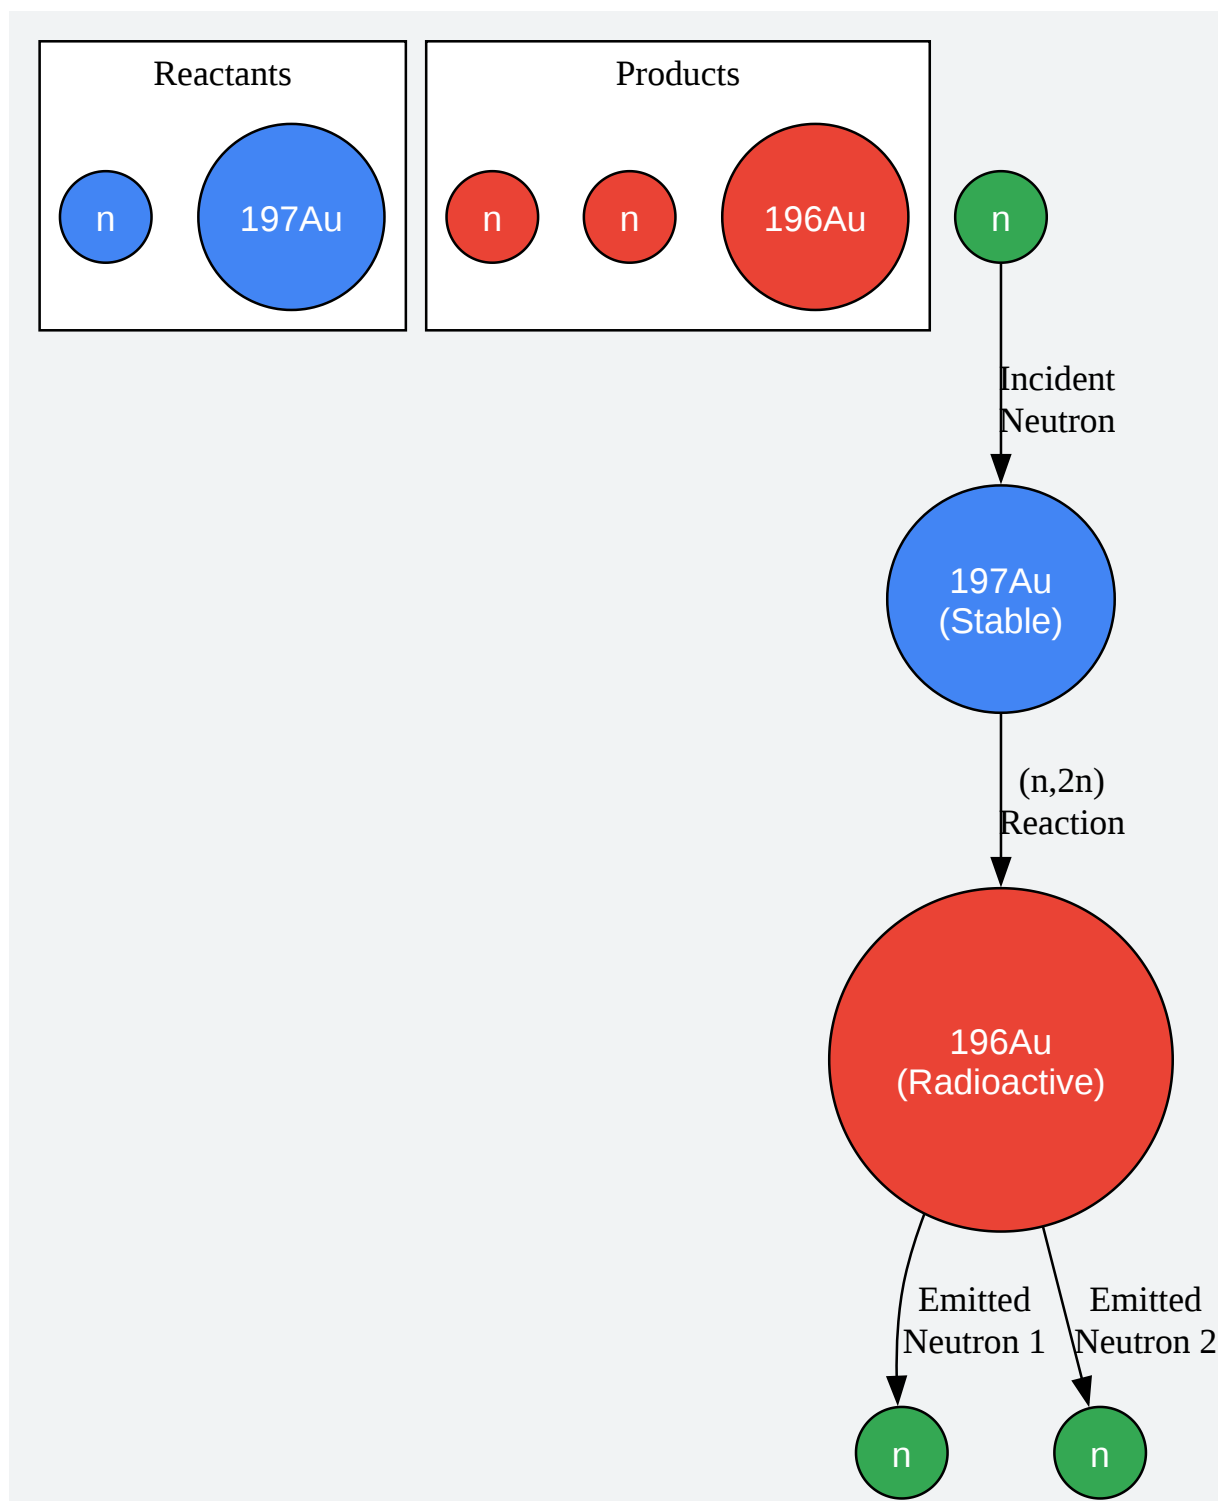 Reactants
n
197Au
Products
n
n
196Au
n
Incident
Neutron
197Au
(Stable)
(n,2n)
Reaction
196Au
(Radioactive)
Emitted
Neutron 1
Emitted
Neutron 2
n
n